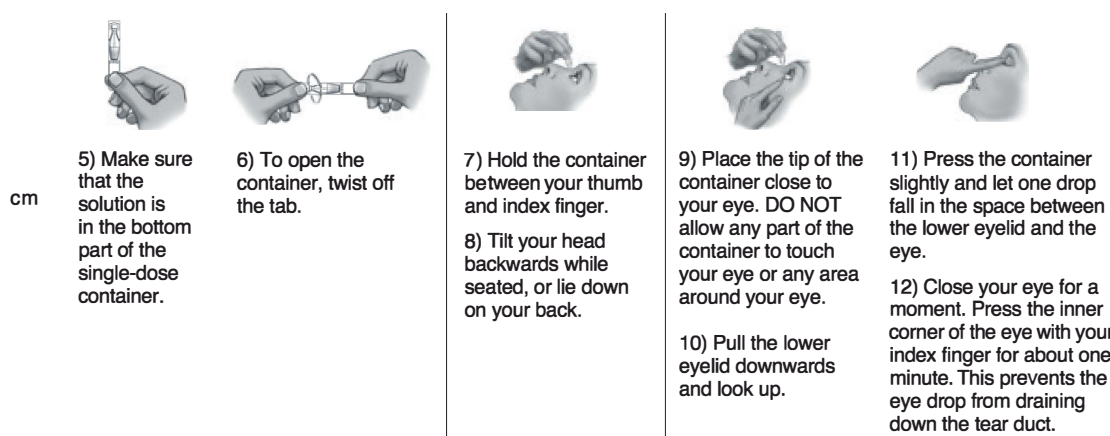 cm
5) Make sure
that the
solution is
in the bottom
part of the
single-dose
container.
6) To open the
container, twist off
the tab.
7) Hold the container
between your thumb
and index finger.
8) Tilt your head
backwards while
seated, or lie down
on your back.
9) Place the tip of the
container close to
your eye. DO NOT
allow any part of the
container to touch
your eye or any area
around your eye.
10) Pull the lower
eyelid downwards
and look up.
11) Press the container
slightly and let one drop
fall in the space between
the lower eyelid and the
eye.
12) Close your eye for a
moment. Press the inner
corner of the eye with your
index finger for about one
minute. This prevents the
eye drop from draining
down the tear duct.